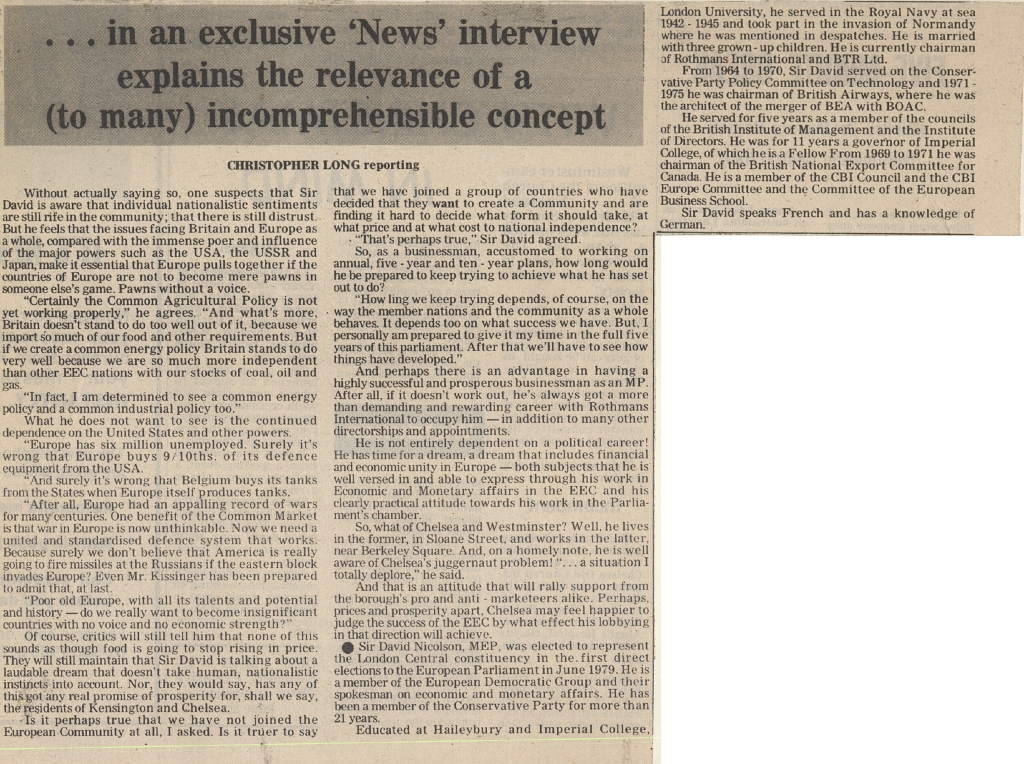 . . . in an exclusive ‘News’ interview
explains the relevance of a
(to many) incomprehensible concept
CHRISTOPHER LONG reporting
Without actually saying so, one suspects that Sir
David is aware that individual nationalistic sentiments
are still rife in the community; that there is still distrust.
But he feels that the issues facing Britain and Europe as
a whole, compared with the immense poer and influence
of the major powers such as the USA, the USSR and
Japan, make it essential that Europe pulls together if the
countries of Europe are not to become mere pawns in
someone else's game. Pawns without a voice.
“Certainly the Common Agricultural Policy is not
yet working properly,” he agrees. “And what's more,
Britain doesn't stand to do too well out of it, because we
import so much of our food and other requirements. But
if we create a common energy policy Britain stands to do
very well because we are so much more independent
than other EEC nations with our stocks of coal, oil and
gas.
“In fact, I am determined to see a common energy
policy and a common industrial policy too.”
What he does not want to see is the continued
dependence on the United States and other powers.
“Europe has six million unemployed. Surely it's
wrong that Europe buys 9/10ths. of its defence
equipment from the USA.
“And surely it's wrong that Belgium buys its tanks
from the States when Europe itself produces tanks.
“After all, Europe had an appalling record of wars
for many centuries. One benefit of the Common Market
is that war in Europe is now unthinkable. Now we need a
united and standardised defence system that works.
Because surely we don't believe that America is really
going to fire missiles at the Russians if the eastern block
invades Europe? Even Mr. Kissinger has been prepared
to admit that, at last.
“Poor old Europe, with all its talents and potential
and history — do we really want to become insignificant
countries with no voice and no economic strength?”
Of course, critics will still tell him that none of this
sounds as though food is going to stop rising in price.
They will still maintain that Sir David is talking about a
laudable dream that doesn't take human, nationalistic
instincts into account. Nor, they would say, has any of
this got any real promise of prosperity for, shall we say,
the residents of Kensington and Chelsea.
Is it perhaps true that we have not joined the
European Community at all, I asked. Is it truer to say
that we have joined a group of countries who have
decided that they want to create a Community and are
finding it hard to decide what form it should take, at
what price and at what cost to national independence?
“That's perhaps true,” Sir David agreed.
So, as a businessman, accustomed to working on
annual, five - year and ten - year plans, how long would
he be prepared to keep trying to achieve what he has set
out to do?
“How ling we keep trying depends, of course, on the
way the member nations and the community as a whole
behaves. It depends too on what success we have. But, I
personally am prepared to give it my time in the full five
years of this parliament. After that we'll have to see how
things have developed.”
And perhaps there is an advantage in having a
highly successful and prosperous businessman as an MP.
After all, if it doesn't work out, he's always got a more
than demanding and rewarding career with Rothmans
International to occupy him — in addition to many other
directorships and appointments.
He is not entirely dependent on a political career!
He has time for a dream, a dream that includes financial
and economic unity in Europe — both subjects that he is
well versed in and able to express through his work in
Economic and Monetary affairs in the EEC and his
clearly practical attitude towards his work in the Parlia-
ment's chamber.
So, what of Chelsea and Westminster? Well, he lives
in the former, in Sloane Street, and works in the latter,
near Berkeley Square. And, on a homely note, he is well
aware of Chelsea's juggernaut problem! “. . . a situation I
totally deplore,” he said.
And that is an attitude that will rally support from
the borough's pro and anti - marketeers alike. Perhaps,
prices and prosperity apart, Chelsea may feel happier to
judge the success of the EEC by what effect his lobbying
in that direction will achieve.
● Sir David Nicolson, MEP, was elected to represent
the London Central constituency in the first direct
elections to the European Parliament in June 1979. He is
a member of the European Democratic Group and their
spokesman on economic and monetary affairs. He has
been a member of the Conservative Party for more than
21 years.
Educated at Haileybury and Imperial College,
London University, he served in the Royal Navy at sea
1942 - 1945 and took part in the invasion of Normandy
where he was mentioned in despatches. He is married
with three grown - up children. He is currently chairman
of Rothmans International and BTR Ltd.
From 1964 to 1970, Sir David served on the Conser-
vative Party Policy Committee on Technology and 1971 -
1975 he was chairman of British Airways, where he was
the architect of the merger of BEA with BOAC.
He served for five years as a member of the councils
of the British Institute of Management and the Institute
of Directors. He was for 11 years a governor of Imperial
College, of which he is a Fellow From 1969 to 1971 he was
chairman of the British National Export Committee for
Canada. He is a member of the CBI Council and the CBI
Europe Committee and the Committee of the European
Business School.
Sir David speaks French and has a knowledge of
German.